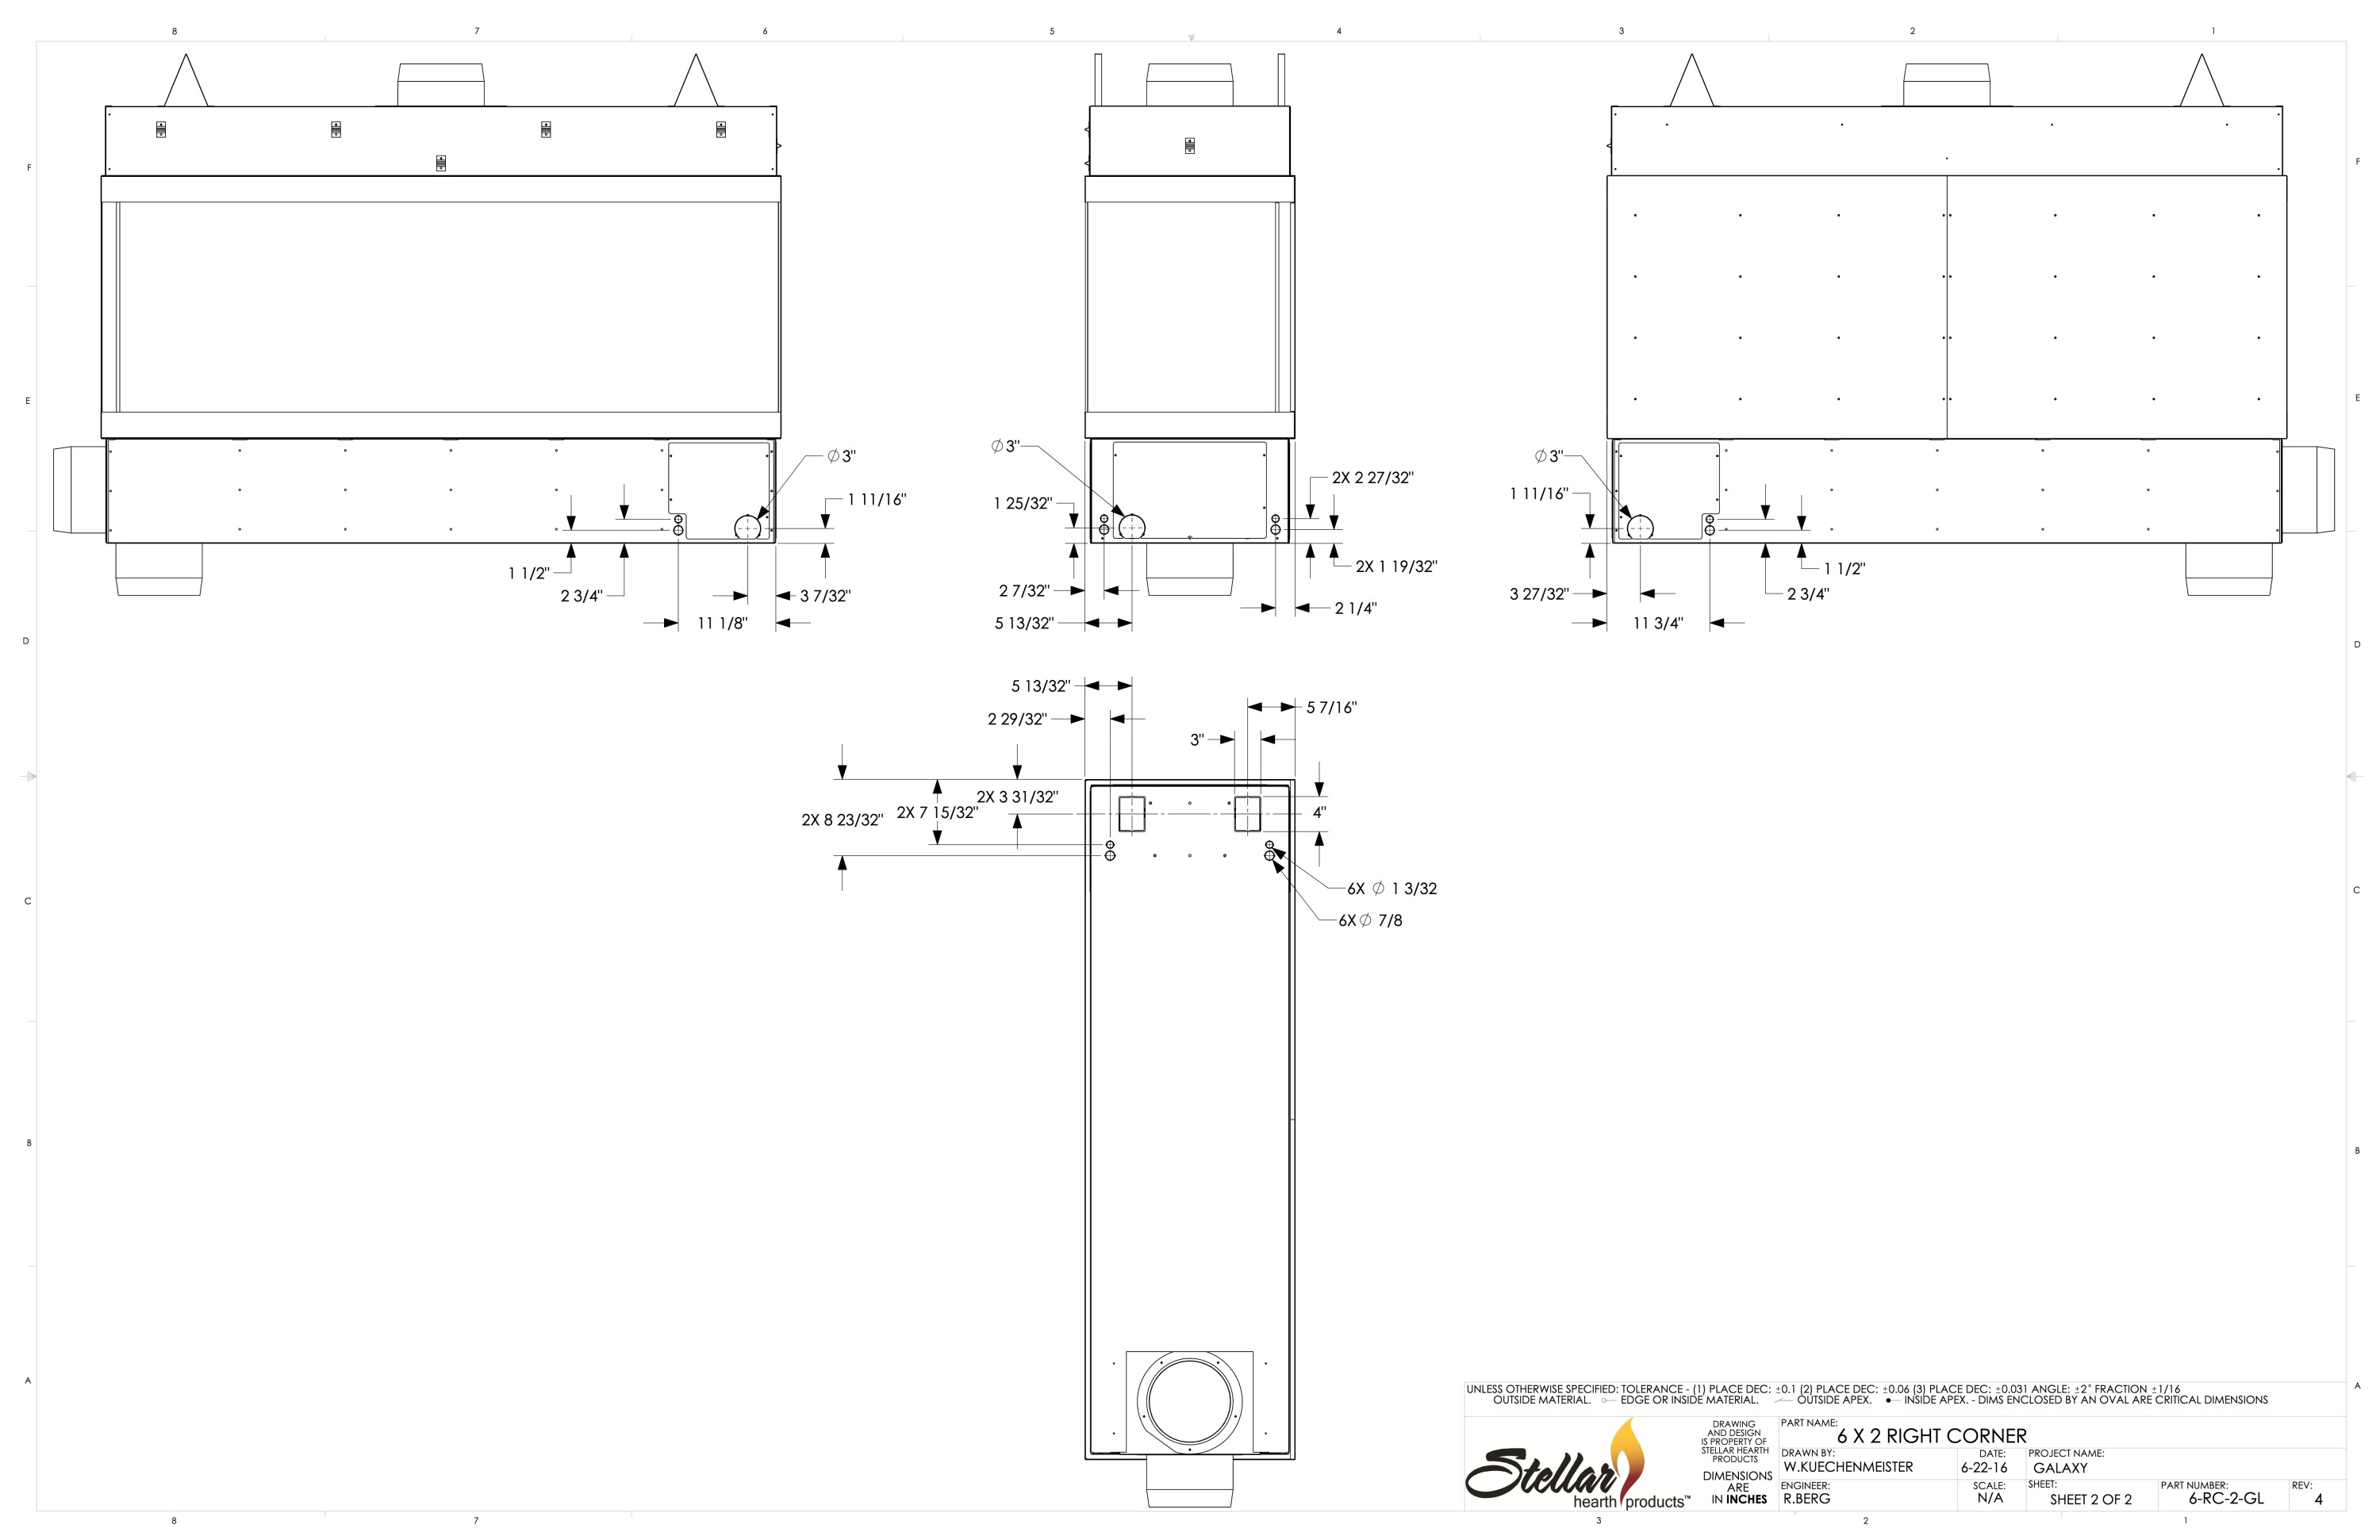 8 7 6 5 4 3 2 1
F F
E E
D D
C C
B B
A A
Ø3"
1 11/16"
1 1/2"
2 3/4"
3 7/32"
11 1/8"
Ø3"
1 25/32"
2X 2 27/32"
2X 1 19/32"
2 7/32"
2 1/4"
5 13/32"
Ø3"
1 11/16"
1 1/2"
3 27/32"
2 3/4"
11 3/4"
5 13/32"
5 7/16"
2 29/32"
3"
2X 3 31/32"
2X 7 15/32"
2X 8 23/32"
4"
6X Ø 1 3/32
6X Ø 7/8
UNLESS OTHERWISE SPECIFIED: TOLERANCE - (1) PLACE DEC: ±0.1 (2) PLACE DEC: ±0.06 (3) PLACE DEC: ±0.031 ANGLE: ±2° FRACTION ±1/16
OUTSIDE MATERIAL. EDGE OR INSIDE MATERIAL. OUTSIDE APEX. INSIDE APEX. - DIMS ENCLOSED BY AN OVAL ARE CRITICAL DIMENSIONS
Stellar
hearth products™
DRAWING
AND DESIGN
IS PROPERTY OF
STELLAR HEARTH
PRODUCTS
DIMENSIONS
ARE
IN INCHES
PART NAME:
6 X 2 RIGHT CORNER
DRAWN BY:
W.KUECHENMEISTER
DATE:
6-22-16
PROJECT NAME:
GALAXY
ENGINEER:
R.BERG
SCALE:
N/A
SHEET:
SHEET 2 OF 2
PART NUMBER:
6-RC-2-GL
REV:
4
8 7 3 2 1